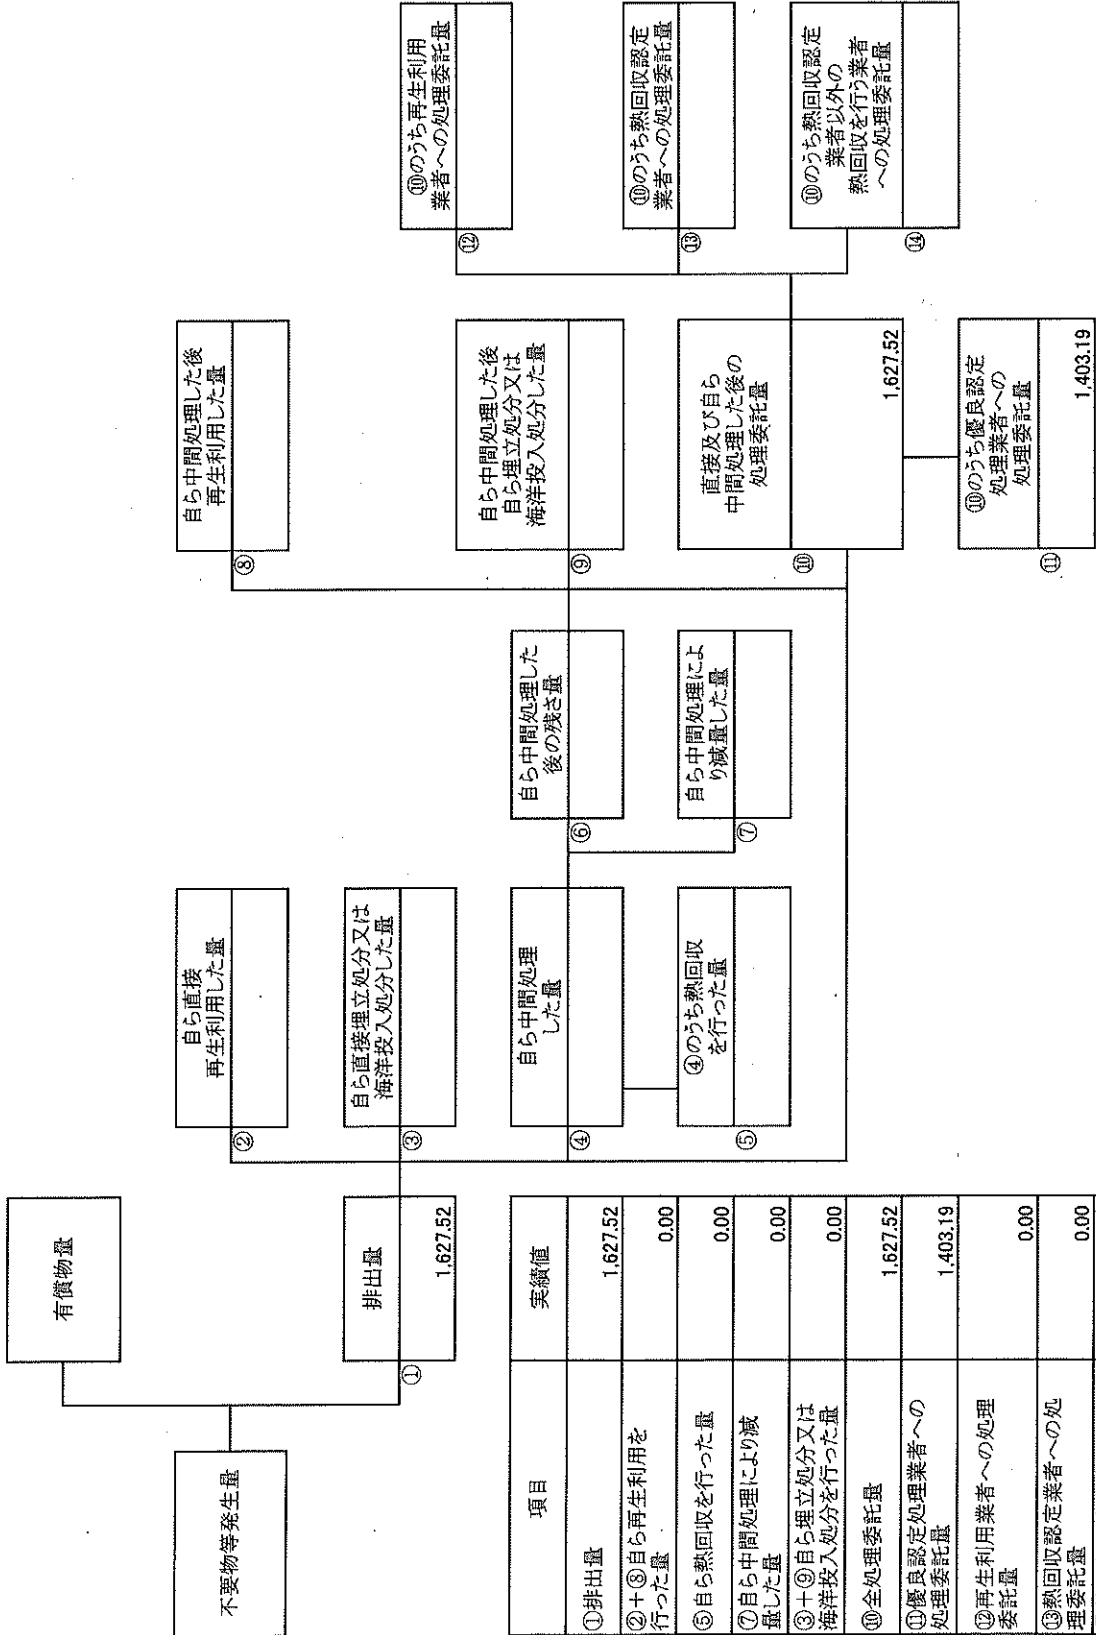 不要物等発生量
有償物量
排出量
①
1,627.52
自ら直接
再生利用した量
②
自ら直接埋立処分又は
海洋投入処分した量
③
自ら中間処理
した量
④
④のうち熱回収
を行った量
⑤
自ら中間処理した
後の残さ量
⑥
自ら中間処理によ
り減量した量
⑦
自ら中間処理した後
再生利用した量
⑧
自ら中間処理した後
自ら埋立処分又は
海洋投入処分した量
⑨
直接及び自ら
中間処理した後の
処理委託量
⑩
1,627.52
⑩のうち優良認定
処理業者への
処理委託量
⑪
1,403.19
⑩のうち再生利用
業者への処理委託量
⑫
⑩のうち熱回収認定
業者への処理委託量
⑬
⑩のうち熱回収認定
業者以外の
熱回収を行う業者
への処理委託量
⑭
項目
実績値
①排出量
1,627.52
②+⑧自ら再生利用を
行った量
0.00
⑤自ら熱回収を行った量
0.00
⑦自ら中間処理により減
量した量
0.00
③+⑨自ら埋立処分又は
海洋投入処分を行った量
0.00
⑩全処理委託量
1,627.52
⑪優良認定処理業者への
処理委託量
1,403.19
⑫再生利用業者への処理
委託量
0.00
⑬熱回収認定業者への処
理委託量
0.00